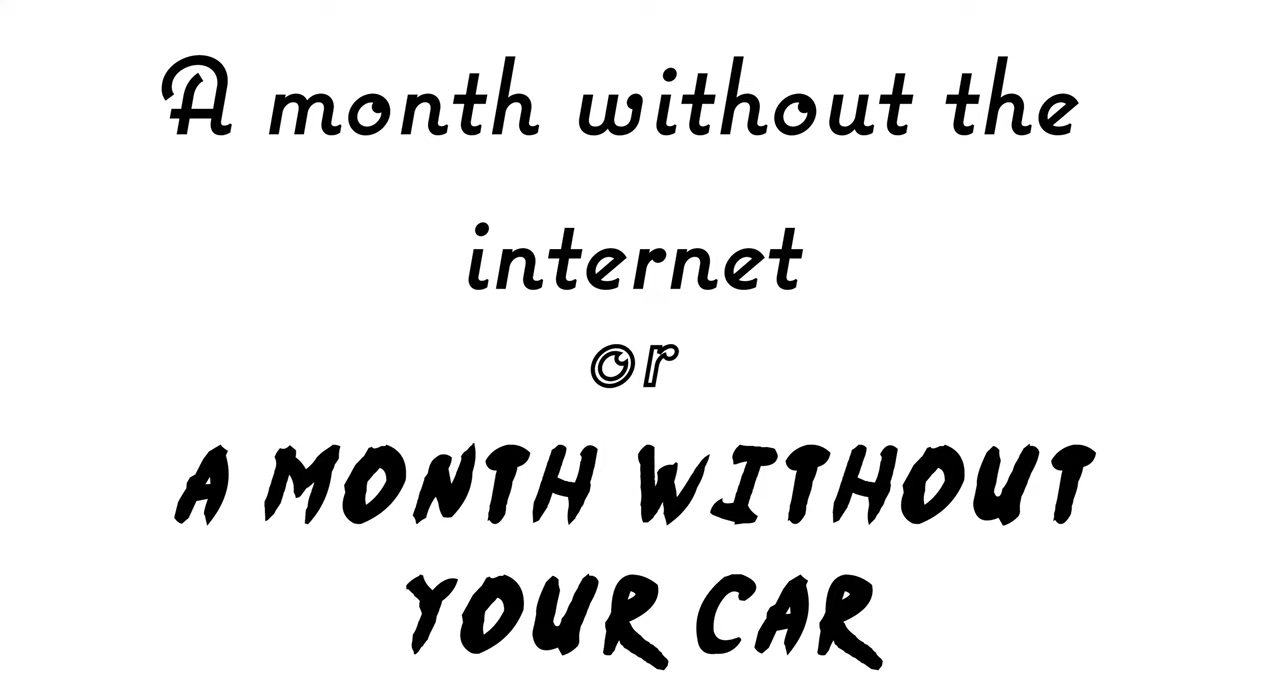 A month without the
internet
or
A MONTH WITHOUT
YOUR CAR